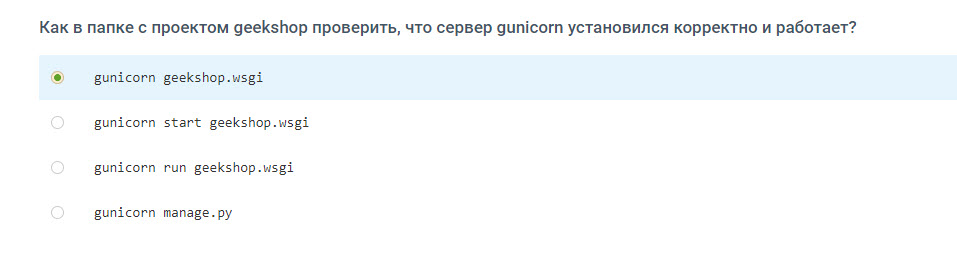 Как в папке с проектом geekshop проверить, что сервер gunicorn установился корректно и работает?
gunicorn geekshop.wsgi
gunicorn start geekshop.wsgi
gunicorn run geekshop.wsgi
gunicorn manage.py